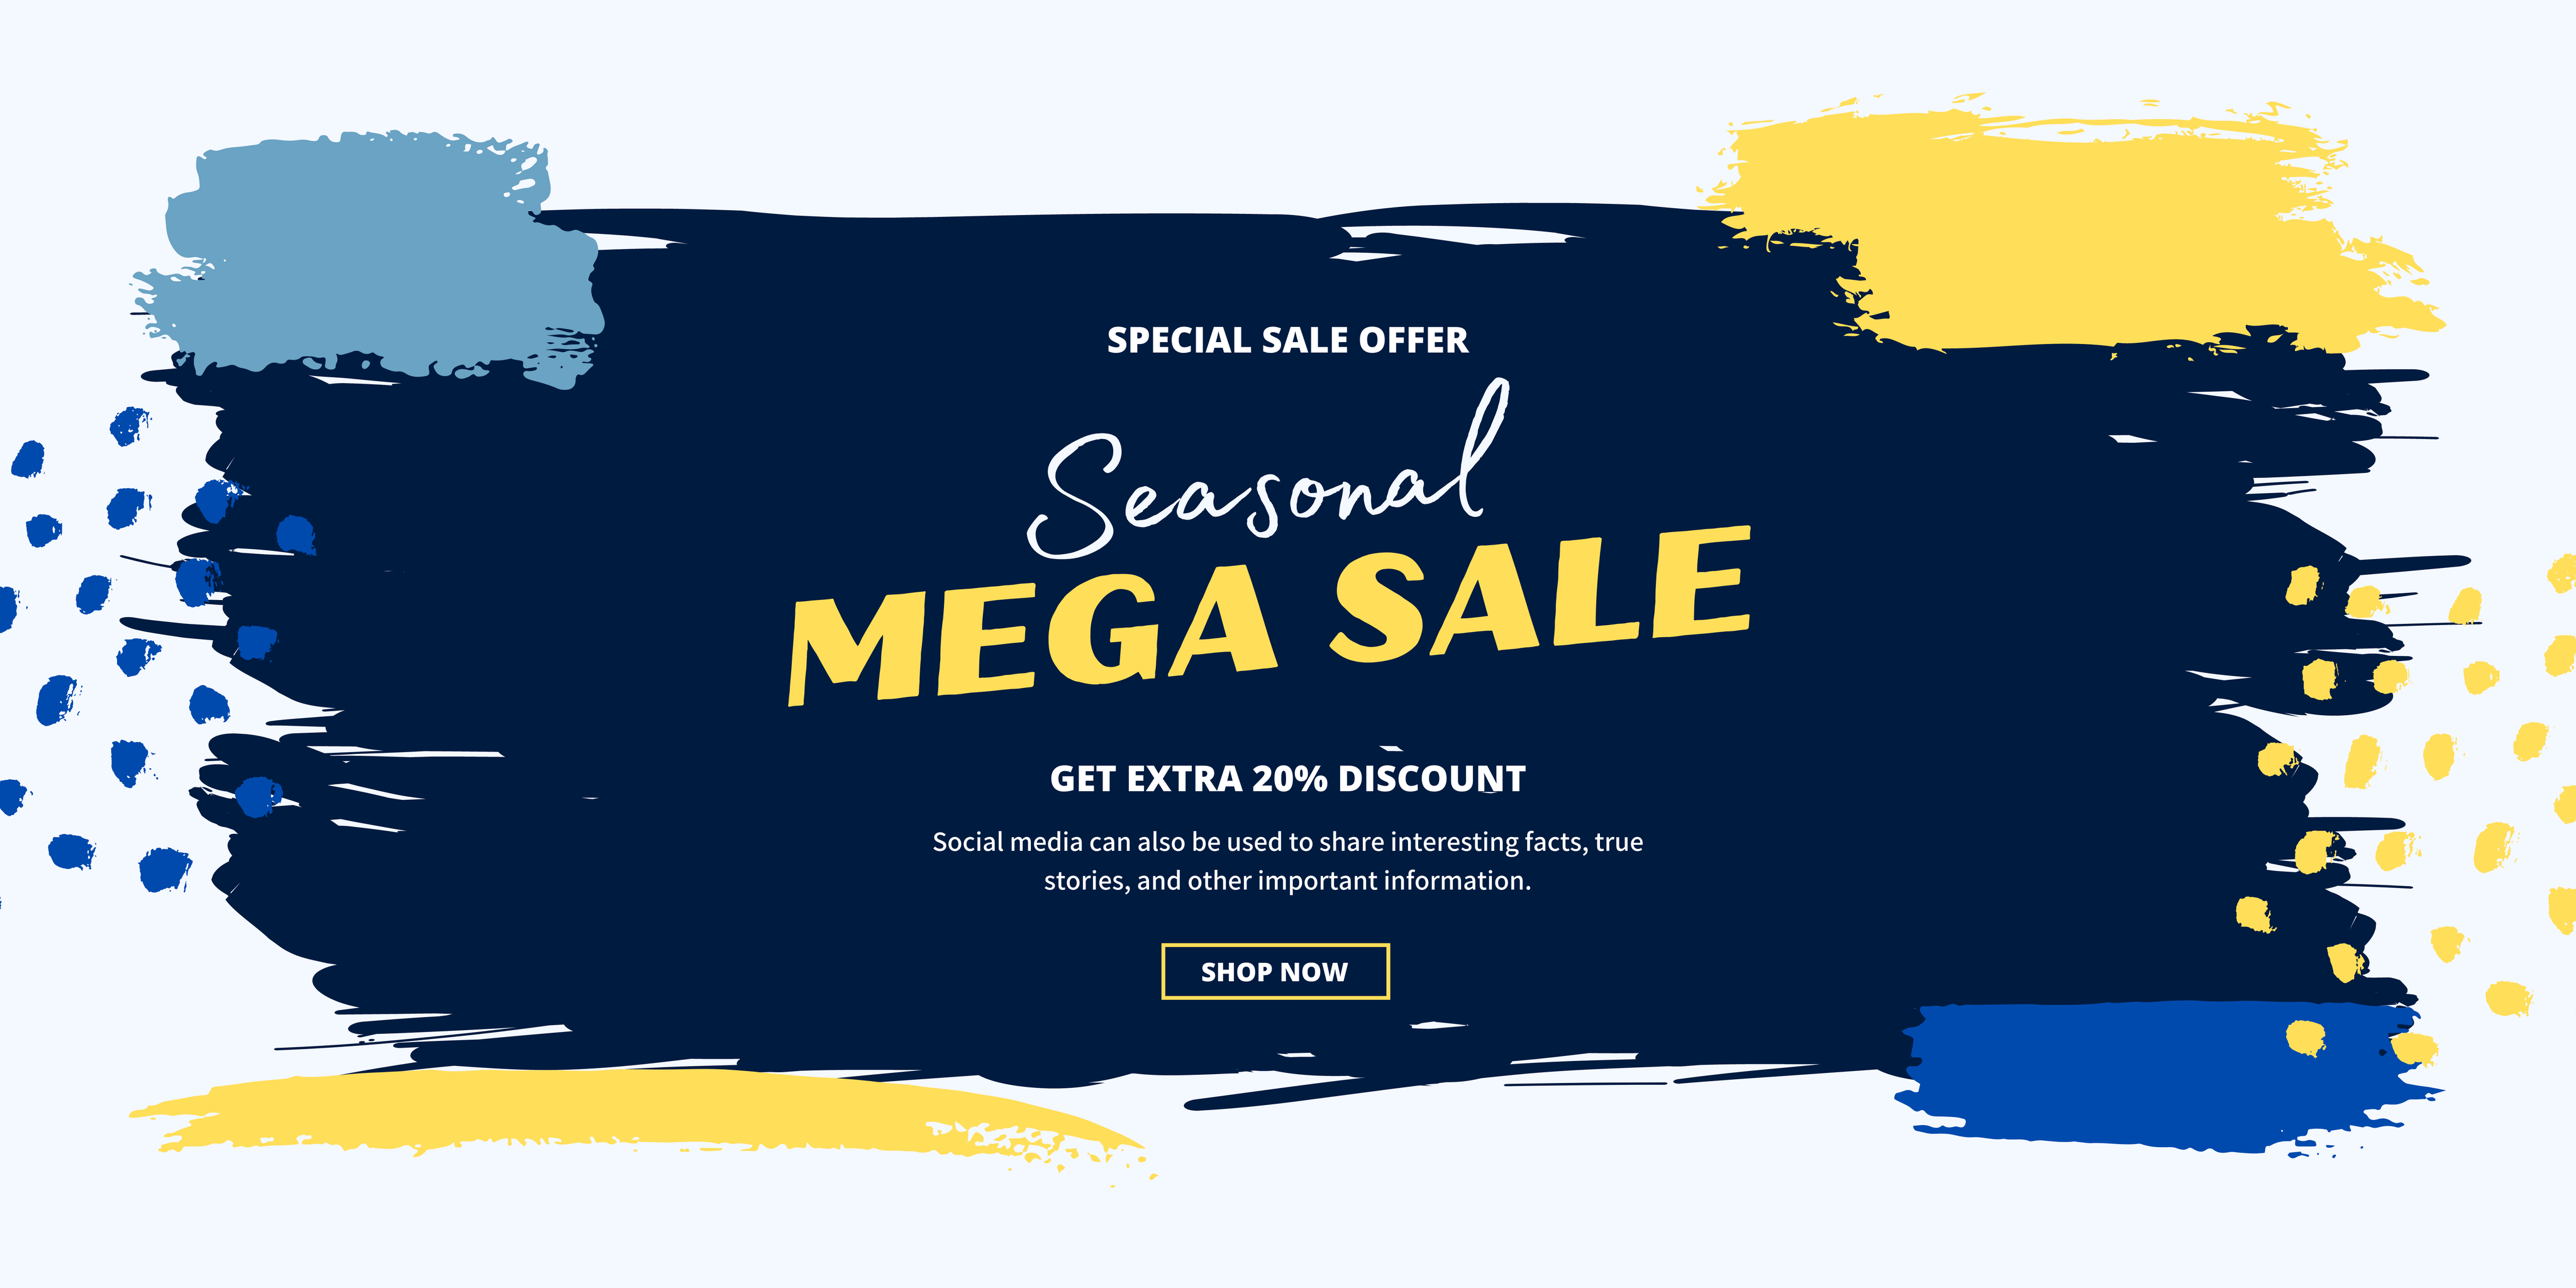 SPECIAL SALE OFFER
Seasonal
MEGA SALE
GET EXTRA 20% DISCOUNT
Social media can also be used to share interesting facts, true
stories, and other important information.
SHOP NOW